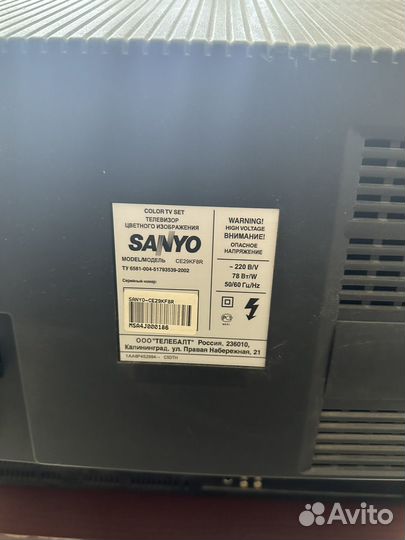 COLOR TV SET
ТЕЛЕВИЗОР
ЦВЕТНОГО ИЗОБРАЖЕНИЯ
SANYO
MODEL/МОДЕЛЬ CE29KF8R
ТУ 6581-004-51783539-2002
Серийный номер:
SANYO-CE29KF8R
MSA4J000186
WARNING!
HIGH VOLTAGE
ВНИМАНИЕ!
ОПАСНОЕ
НАПРЯЖЕНИЕ
~ 220 В/V
78 Вт/W
50/60 Гц/Hz
ООО "ТЕЛЕБАЛТ" Россия, 236010,
Калининград, ул. Правая Набережная, 21
Avito